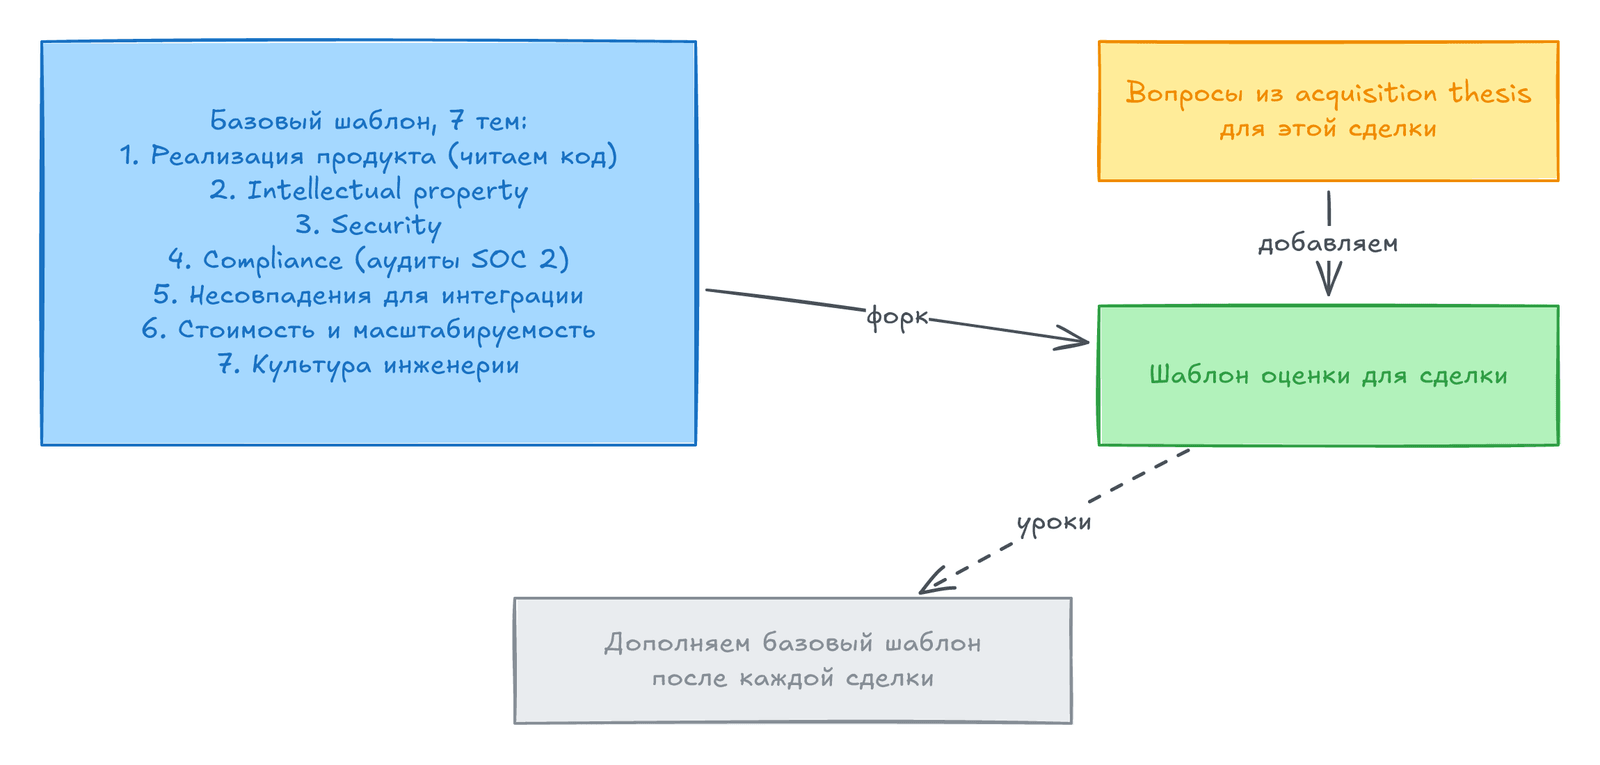 Базовый шаблон, 7 тем:
1. Реализация продукта (читаем код)
2. Intellectual property
3. Security
4. Compliance (аудиты SOC 2)
5. Несовпадения для интеграции
6. Стоимость и масштабируемость
7. Культура инженерии
Вопросы из acquisition thesis
для этой сделки
добавляем
форк
Шаблон оценки для сделки
уроки
Дополняем базовый шаблон
после каждой сделки